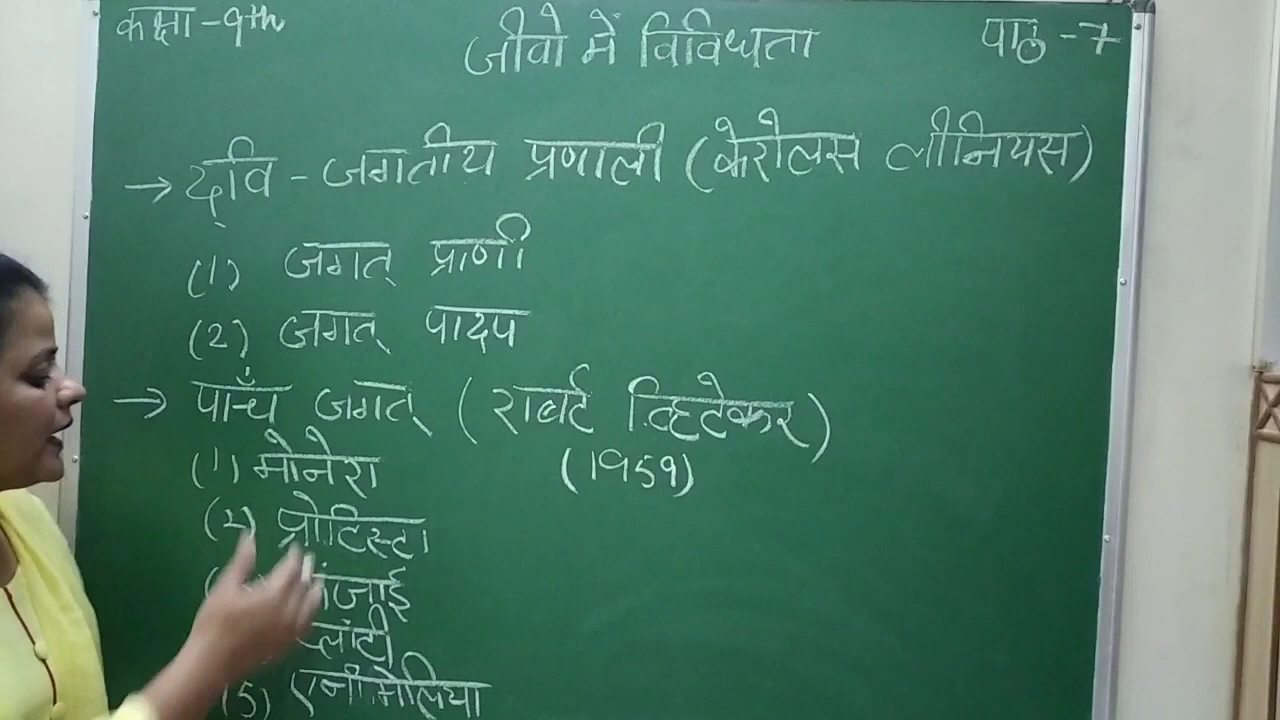 कक्षा - 9th
जीवो में विविधता
पाठ - 7
→ द्वि - जगतीय प्रणाली (केरोलस लीनियस)
(1) जगत् प्राणी
(2) जगत् पादप
→ पाँच जगत् (राबर्ट व्हिटेकर)
(1959)
(1) मोनेरा
(2) प्रोटिस्टा
प्लांटी
(5) एनीमेलिया